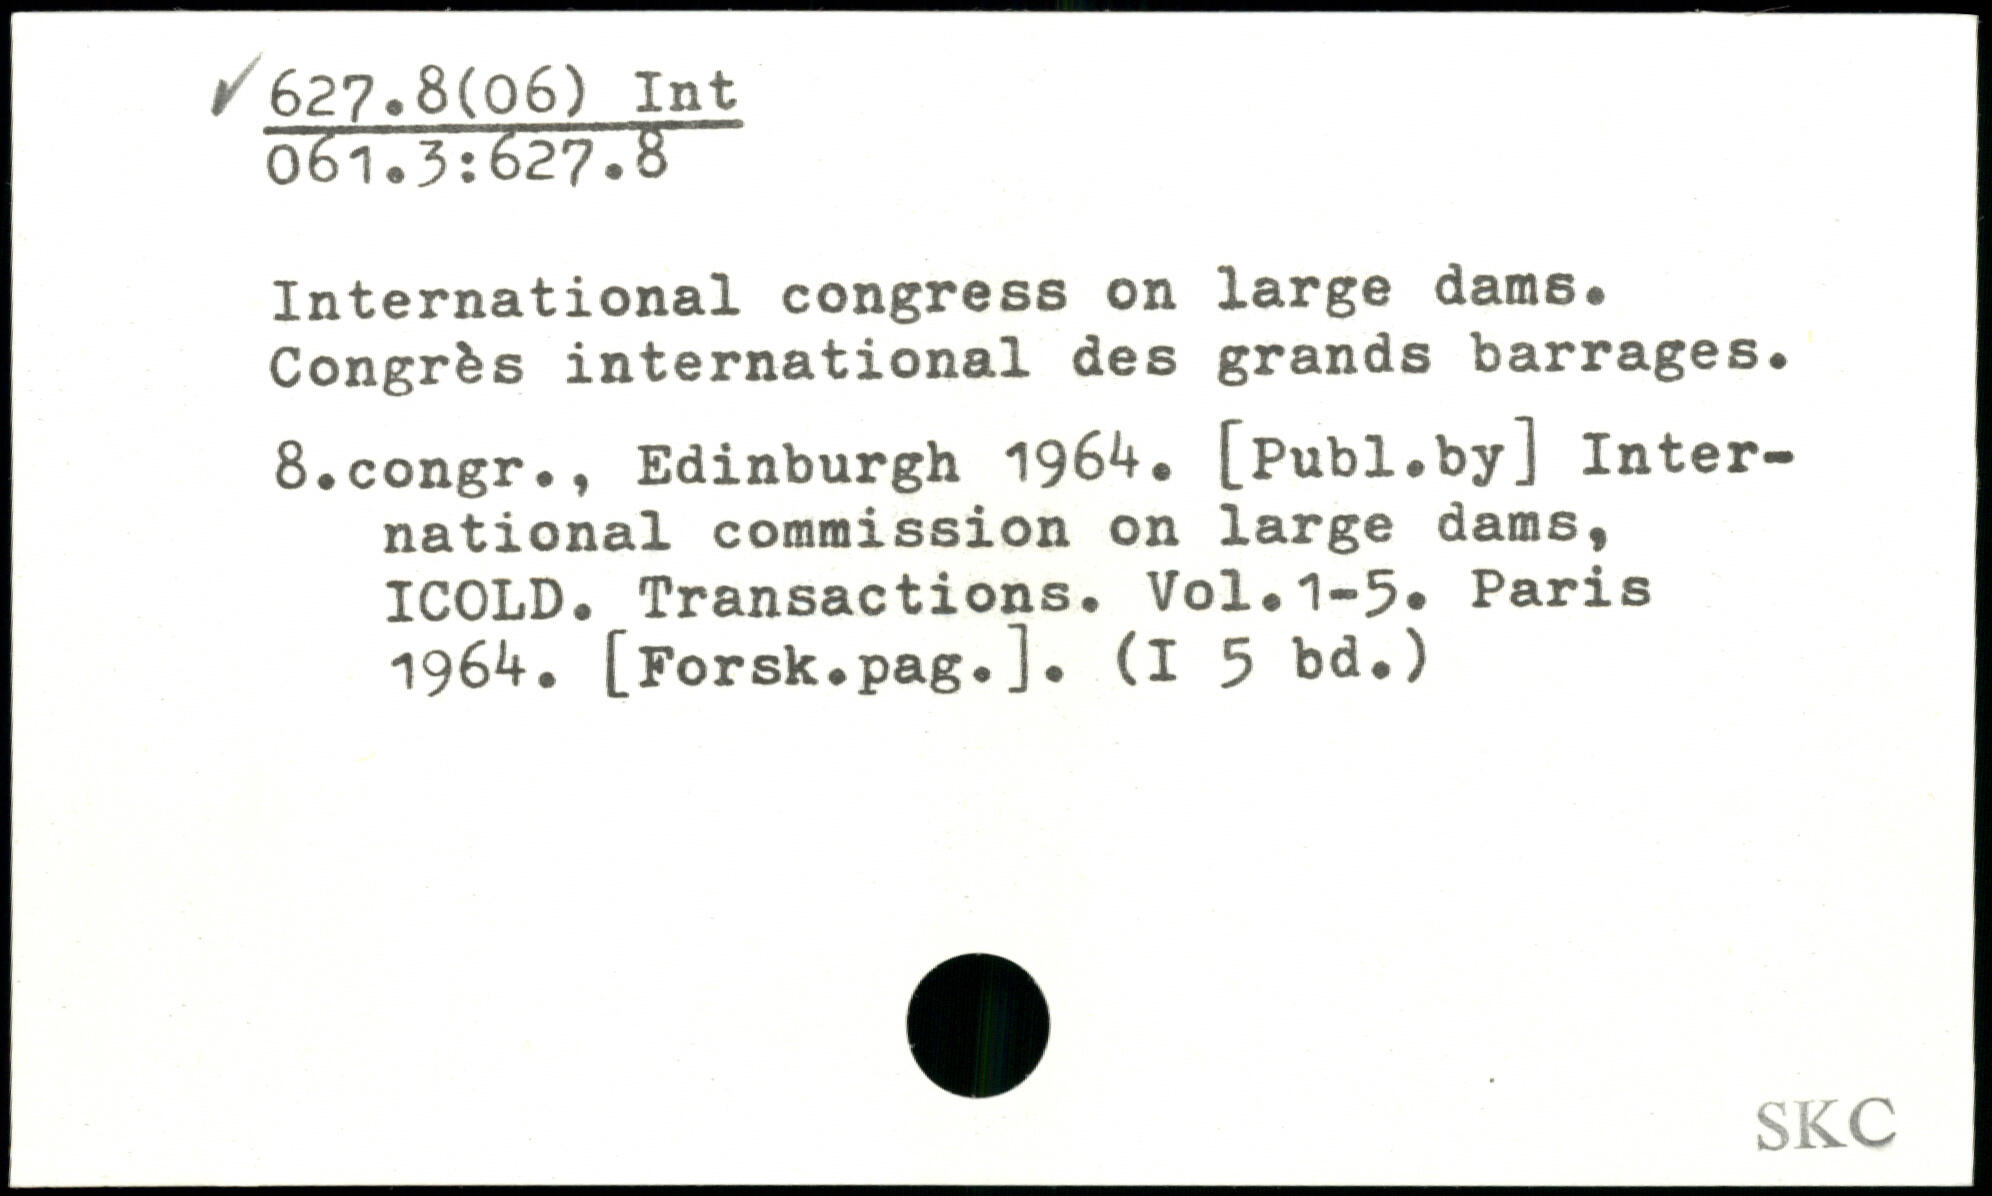 ✓ 627.8(06) Int
061.3:627.8
International congress on large dams.
Congrès international des grands barrages.
8.congr., Edinburgh 1964. [Publ.by] Inter-
national commission on large dams,
ICOLD. Transactions. Vol.1-5. Paris
1964. [Forsk.pag.]. (I 5 bd.)
SKC